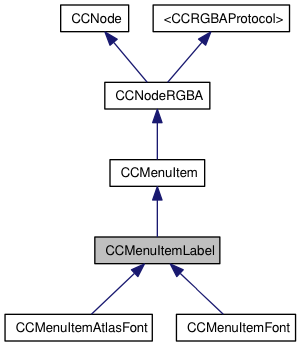 CCNode
<CCRGBAProtocol>
CCNodeRGBA
CCMenuItem
CCMenuItemLabel
CCMenuItemAtlasFont
CCMenuItemFont